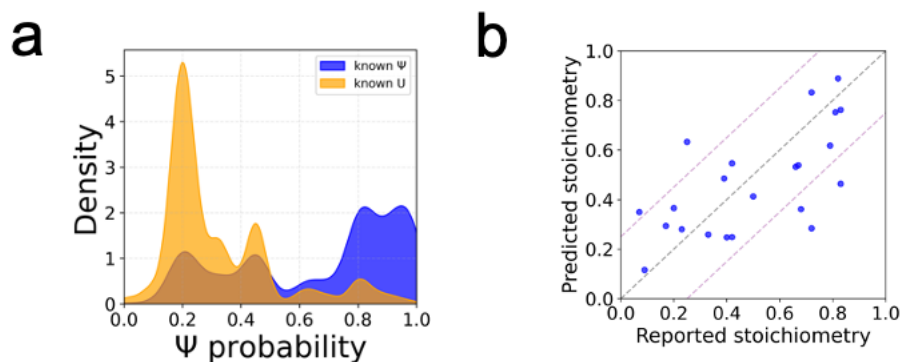 a
b
known Ψ
known U
Density
5
4
3
2
1
0
0.0 0.2 0.4 0.6 0.8 1.0
Ψ probability
Predicted stoichiometry
1.0
0.8
0.6
0.4
0.2
0.0
0.0 0.2 0.4 0.6 0.8 1.0
Reported stoichiometry